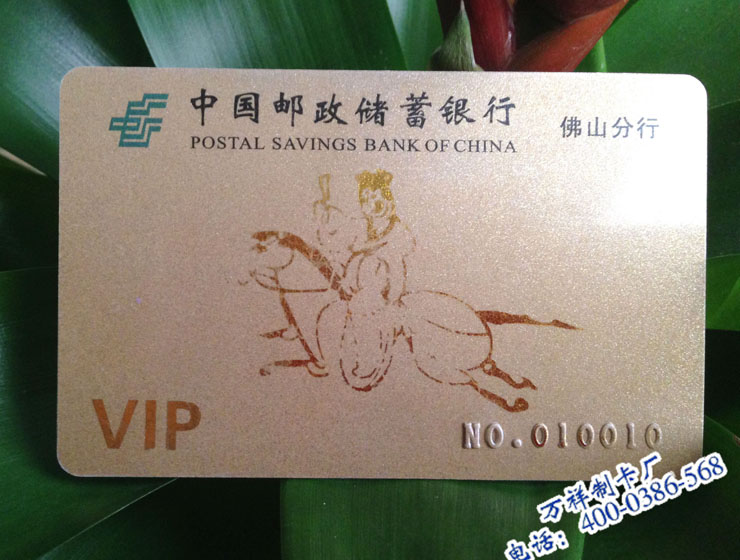 中国邮政储蓄银行
POSTAL SAVINGS BANK OF CHINA
佛山分行
VIP
NO.010010
万祥制卡厂
电话：400-0386-568